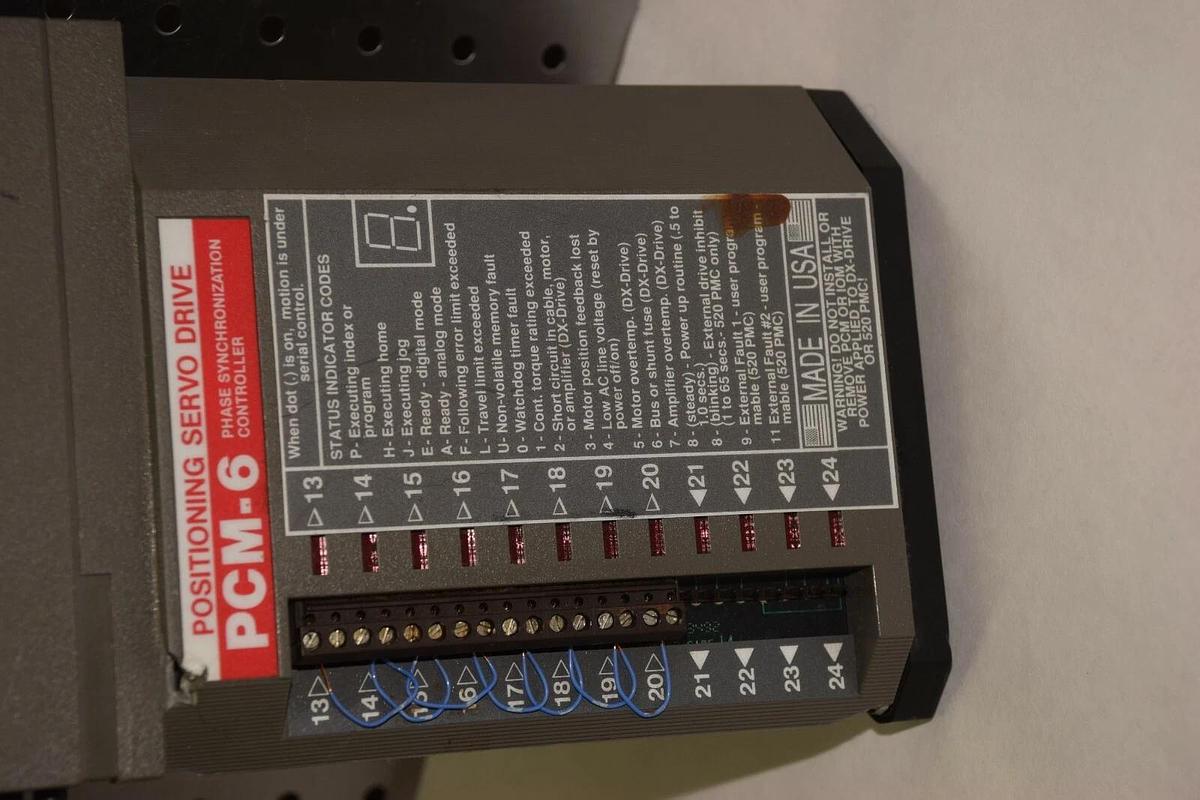 POSITIONING SERVO DRIVE
PCM-6
PHASE SYNCHRONIZATION
CONTROLLER
When dot (.) is on, motion is under
serial control.
STATUS INDICATOR CODES
P- Executing index or
program
H- Executing home
J - Executing jog
E- Ready - digital mode
A - Ready - analog mode
F - Following error limit exceeded
L - Travel limit exceeded
U- Non-volatile memory fault
0 - Watchdog timer fault
1 - Cont. torque rating exceeded
2 - Short circuit in cable, motor,
or amplifier (DX-Drive)
3 - Motor position feedback lost
4 - Low AC line voltage (reset by
power off/on)
5 - Motor overtemp. (DX-Drive)
6 - Bus or shunt fuse (DX-Drive)
7 - Amplifier overtemp. (DX-Drive)
8 - (steady) - Power up routine (.5 to
1.0 secs.)
8 - (blinking) - External drive inhibit
(1 to 65 secs.- 520 PMC only)
9 - External Fault 1 - user program-
mable (520 PMC)
11 External Fault #2 - user program -
mable (520 PMC)
MADE IN USA
WARNING! DO NOT INSTALL OR
REMOVE PCM OR IOM WITH
POWER APPLIED TO DX-DRIVE
OR 520 PMC!
▷ 13
▷ 14
▷ 15
▷ 16
▷ 17
▷ 18
▷ 19
▷ 20
◀21
◀22
◀23
◀24
13▷
14▷
15▷
16▷
17▷
18▷
19▷
20▷
21◀
22◀
23◀
24◀